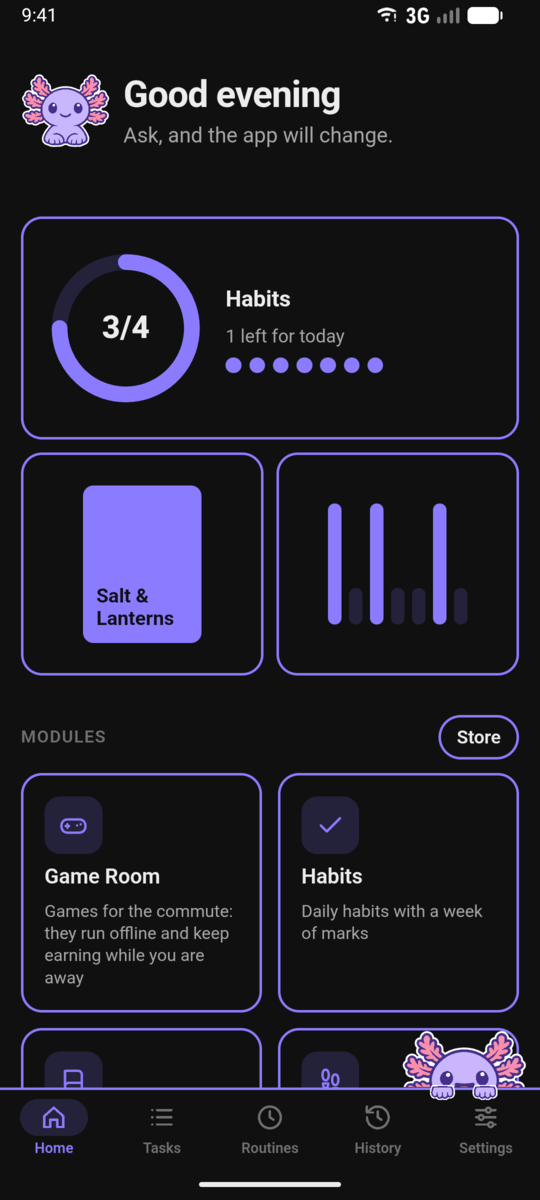 9:41
3G
Good evening
Ask, and the app will change.
3/4
Habits
1 left for today
Salt &
Lanterns
MODULES
Store
Game Room
Games for the commute:
they run offline and keep
earning while you are
away
Habits
Daily habits with a week
of marks
Home
Tasks
Routines
History
Settings